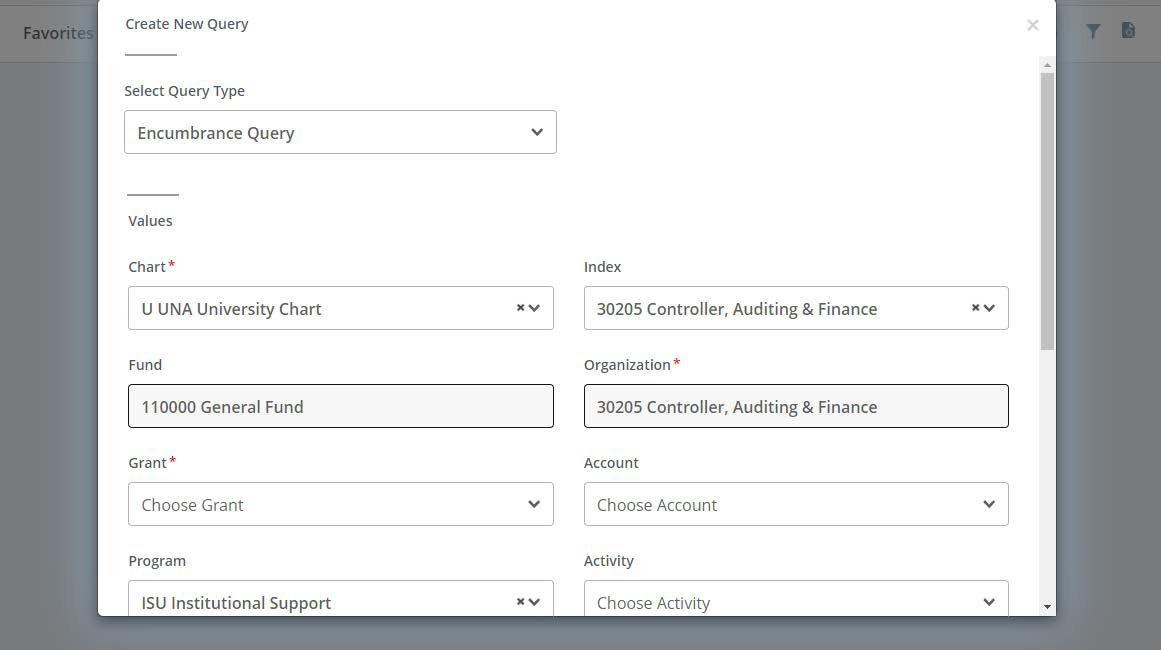 Create New Query
×
Favorites
Select Query Type
Encumbrance Query
Values
Chart*
Index
U UNA University Chart
30205 Controller, Auditing & Finance
Fund
Organization*
110000 General Fund
30205 Controller, Auditing & Finance
Grant*
Account
Choose Grant
Choose Account
Program
Activity
ISU Institutional Support
Choose Activity